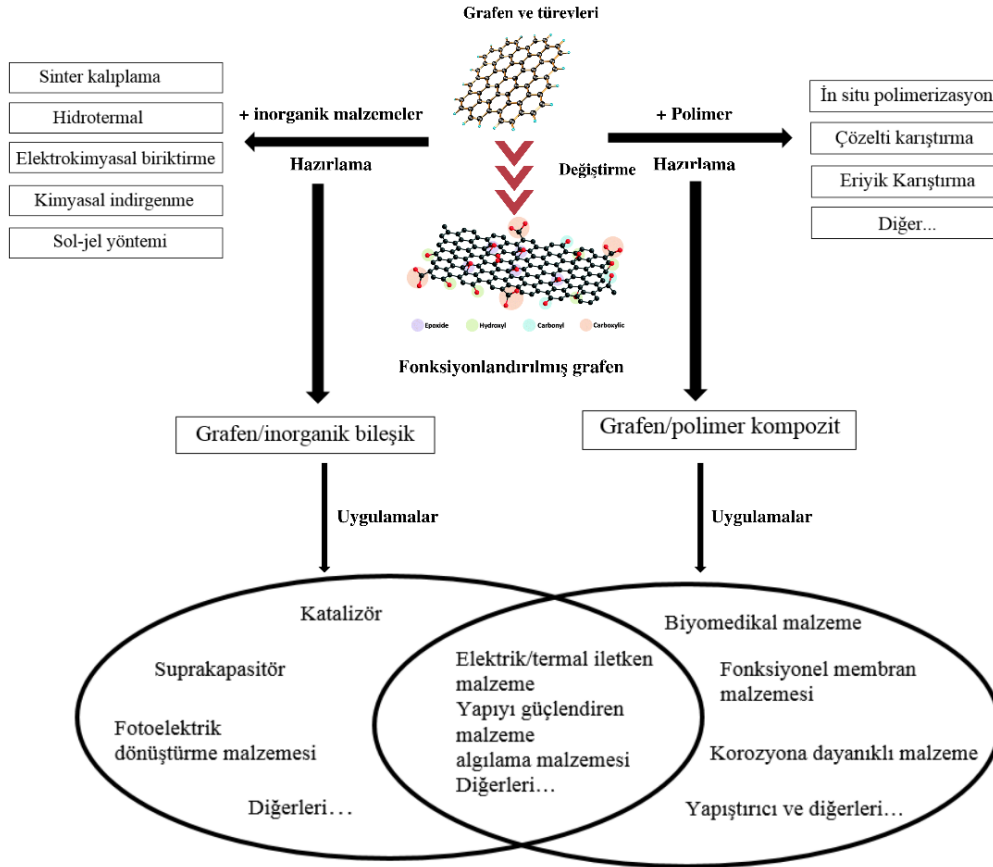 Grafen ve türevleri
Sinter kalıplama
Hidrotermal
Elektrokimyasal biriktirme
Kimyasal indirgenme
Sol-jel yöntemi
+ inorganik malzemeler
Hazırlama
Değiştirme
+ Polimer
Hazırlama
İn situ polimerizasyon
Çözelti karıştırma
Eriyik Karıştırma
Diğer...
Epoxide
Hydroxyl
Carbonyl
Carboxylic
Fonksiyonlandırılmış grafen
Grafen/inorganik bileşik
Grafen/polimer kompozit
Uygulamalar
Uygulamalar
Katalizör
Suprakapasitör
Fotoelektrik
dönüştürme malzemesi
Diğerleri…
Elektrik/termal iletken
malzeme
Yapıyı güçlendiren
malzeme
algılama malzemesi
Diğerleri…
Biyomedikal malzeme
Fonksiyonel membran
malzemesi
Korozyona dayanıklı malzeme
Yapıştırıcı ve diğerleri…